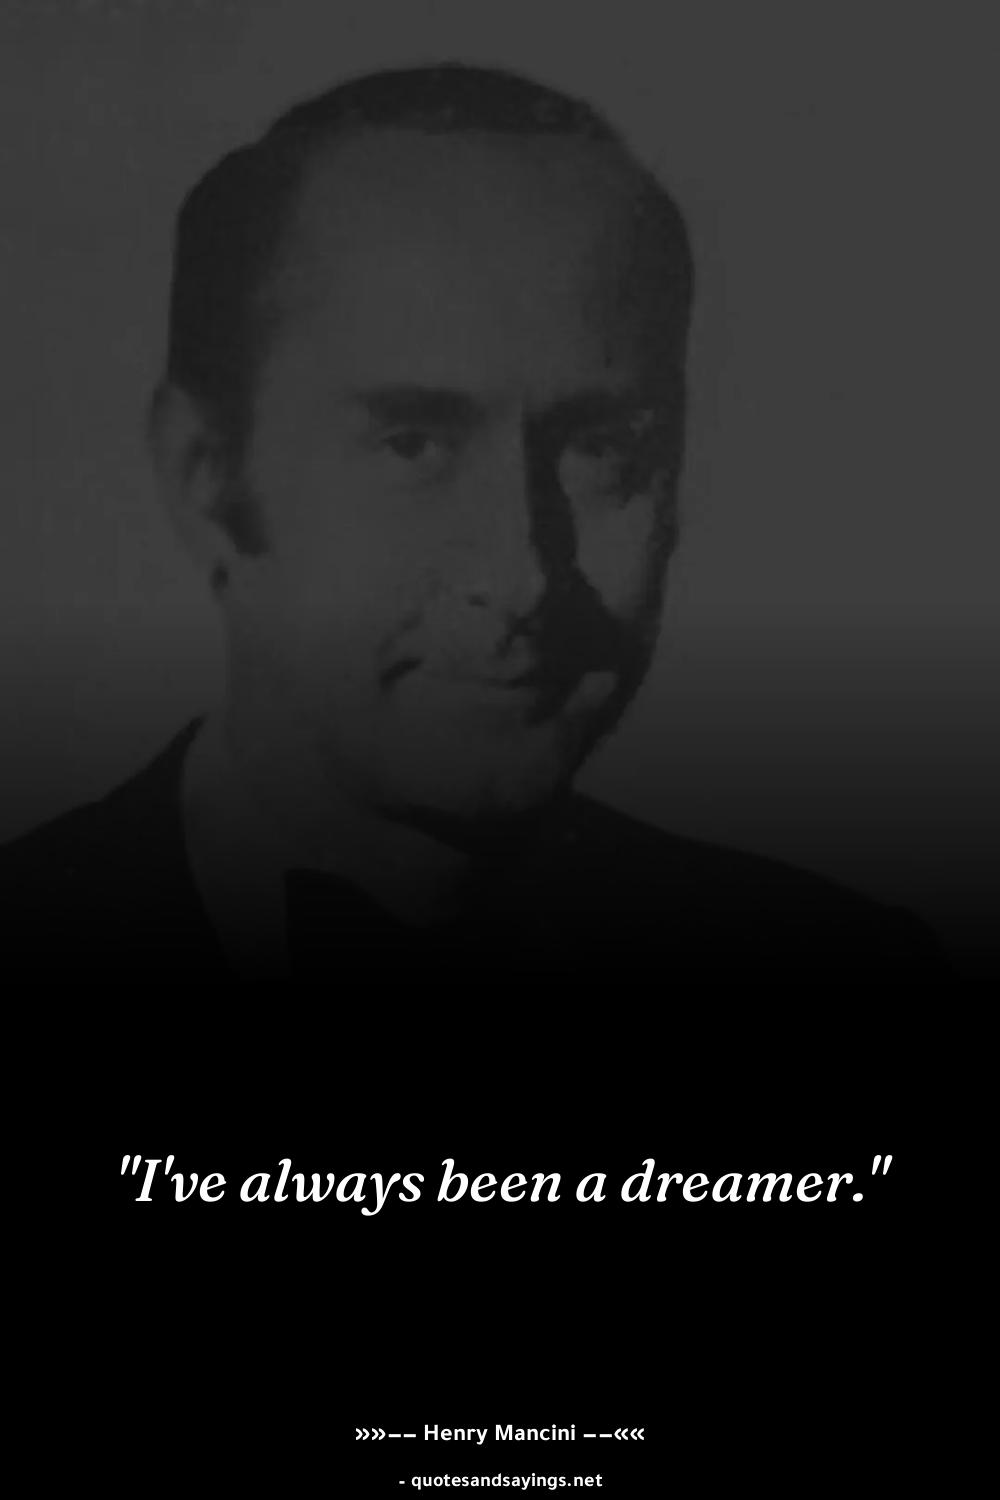 "I've always been a dreamer."
»»–– Henry Mancini ––««
- quotesandsayings.net